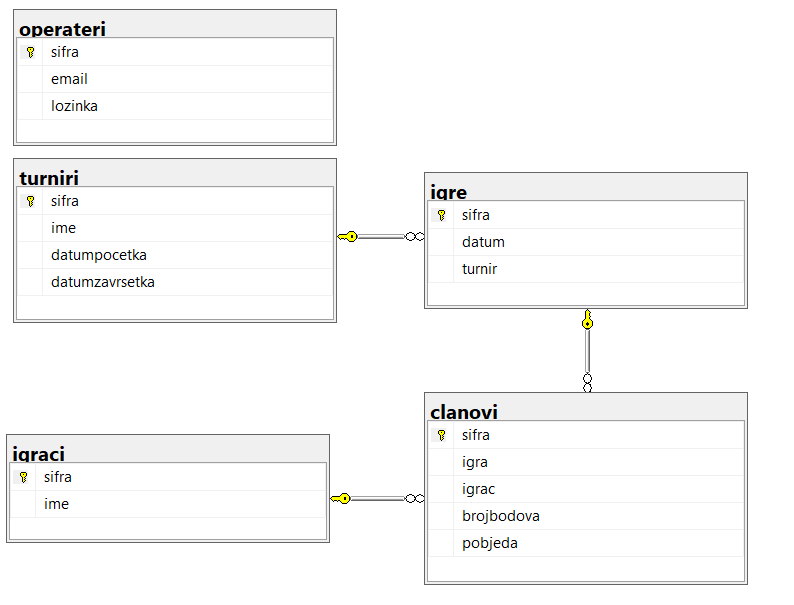 operateri
sifra
email
lozinka
turniri
sifra
ime
datumpocetka
datumzavrsetka
igre
sifra
datum
turnir
igraci
sifra
ime
clanovi
sifra
igra
igrac
brojbodova
pobjeda